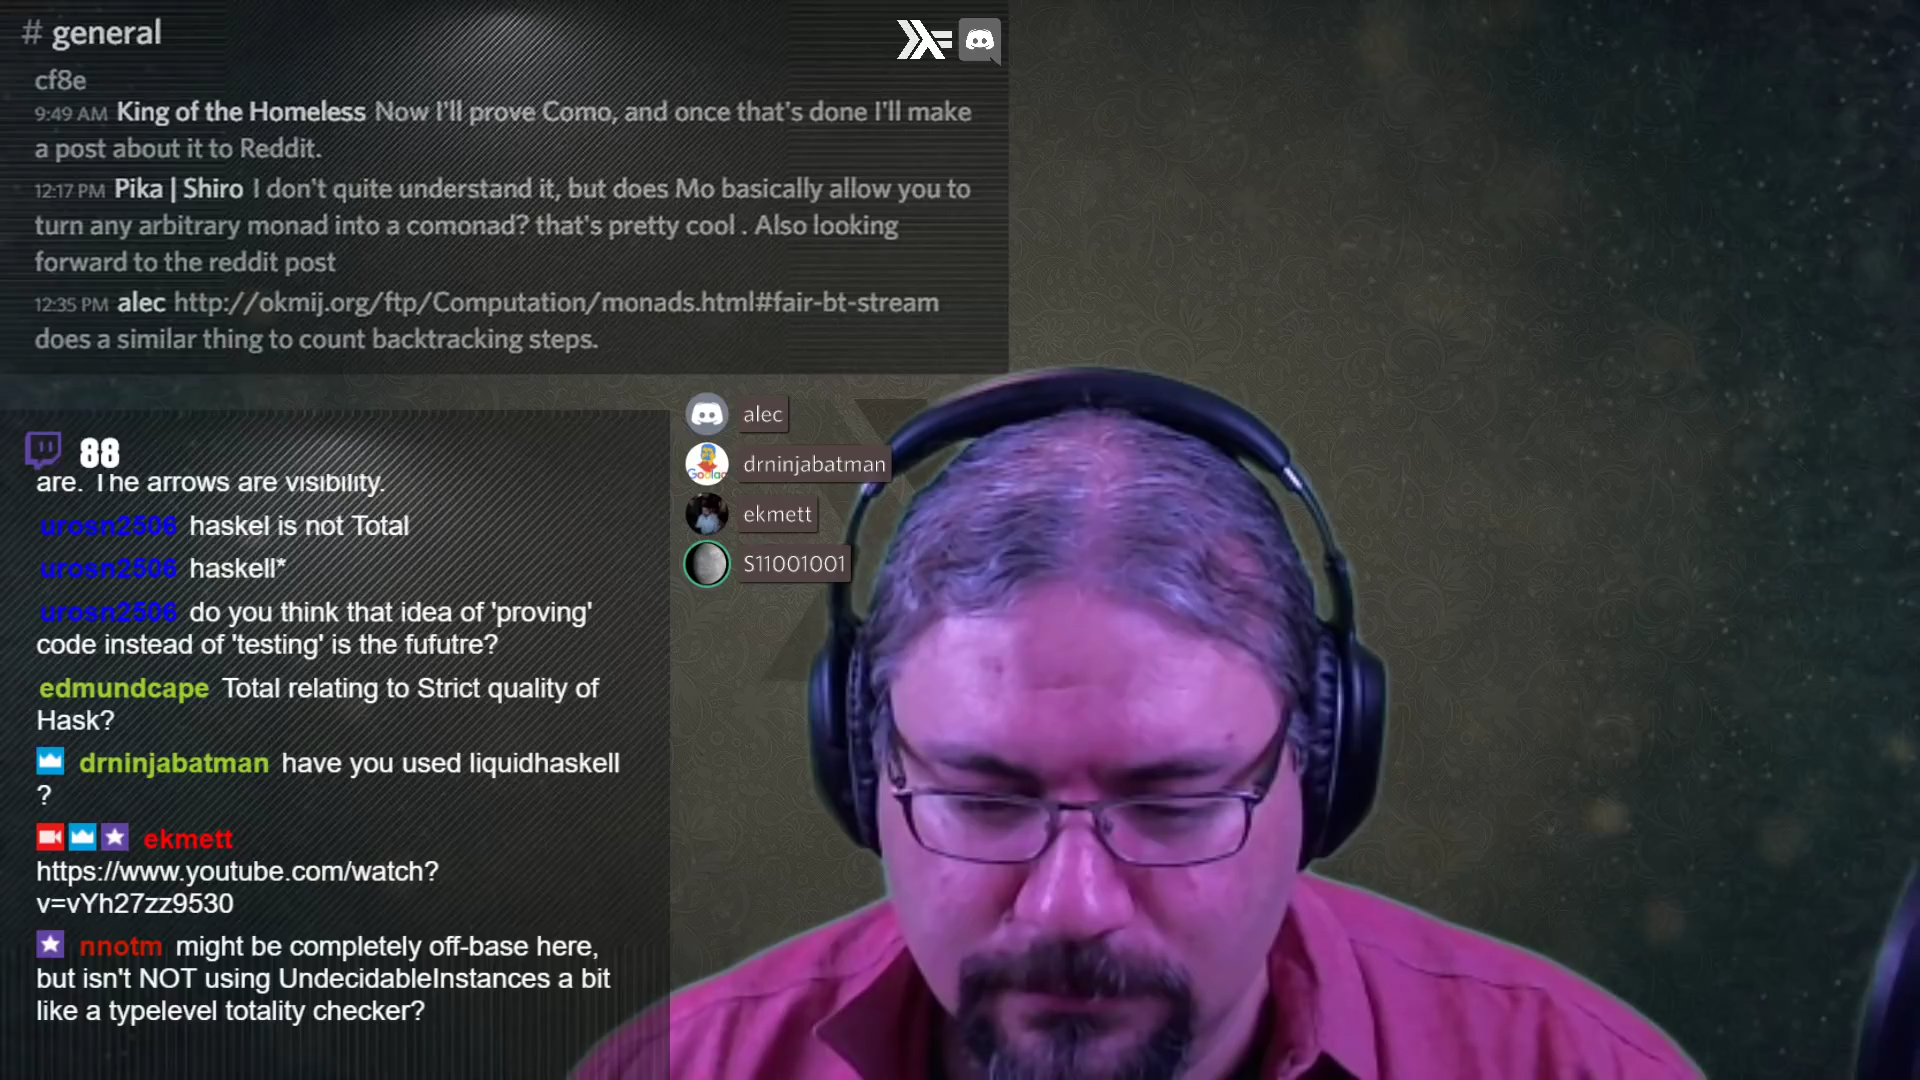 # general
cf8e
9:49 AM King of the Homeless Now I'll prove Como, and once that's done I'll make
a post about it to Reddit.
12:17 PM Pika | Shiro I don't quite understand it, but does Mo basically allow you to
turn any arbitrary monad into a comonad? that's pretty cool . Also looking
forward to the reddit post
12:35 PM alec http://okmij.org/ftp/Computation/monads.html#fair-bt-stream
does a similar thing to count backtracking steps.
alec
drninjabatman
ekmett
S11001001
88
are. The arrows are visibility.
urosn2506 haskel is not Total
urosn2506 haskell*
urosn2506 do you think that idea of 'proving'
code instead of 'testing' is the fufutre?
edmundcape Total relating to Strict quality of
Hask?
drninjabatman have you used liquidhaskell
?
ekmett
https://www.youtube.com/watch?
v=vYh27zz9530
nnotm might be completely off-base here,
but isn't NOT using UndecidableInstances a bit
like a typelevel totality checker?